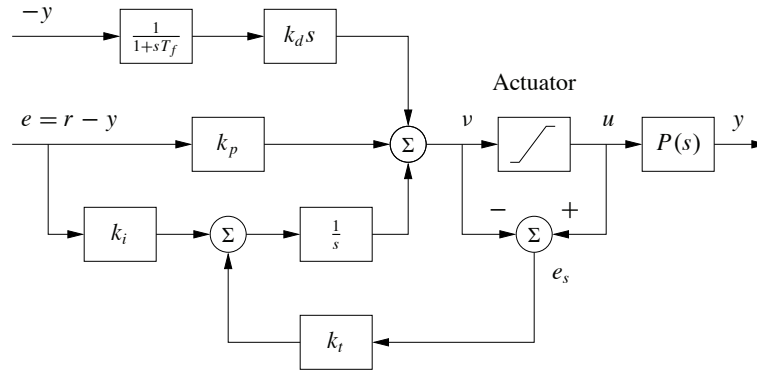 −y
1/(1+sT_f)
k_d s
Actuator
e = r − y
k_p
Σ
ν
u
P(s)
y
k_i
Σ
1/s
−
+
Σ
e_s
k_t